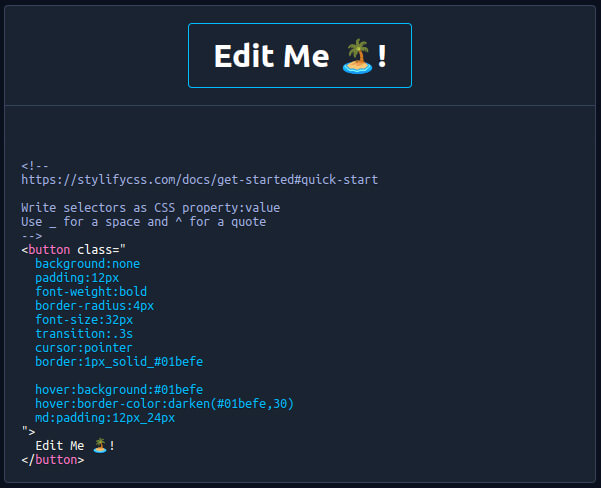 Edit Me 🏝️!
<!--
https://stylifycss.com/docs/get-started#quick-start
Write selectors as CSS property:value
Use _ for a space and ^ for a quote
-->
<button class="
background:none
padding:12px
font-weight:bold
border-radius:4px
font-size:32px
transition:.3s
cursor:pointer
border:1px_solid_#01befe
hover:background:#01befe
hover:border-color:darken(#01befe,30)
md:padding:12px_24px
">
Edit Me 🏝️!
</button>